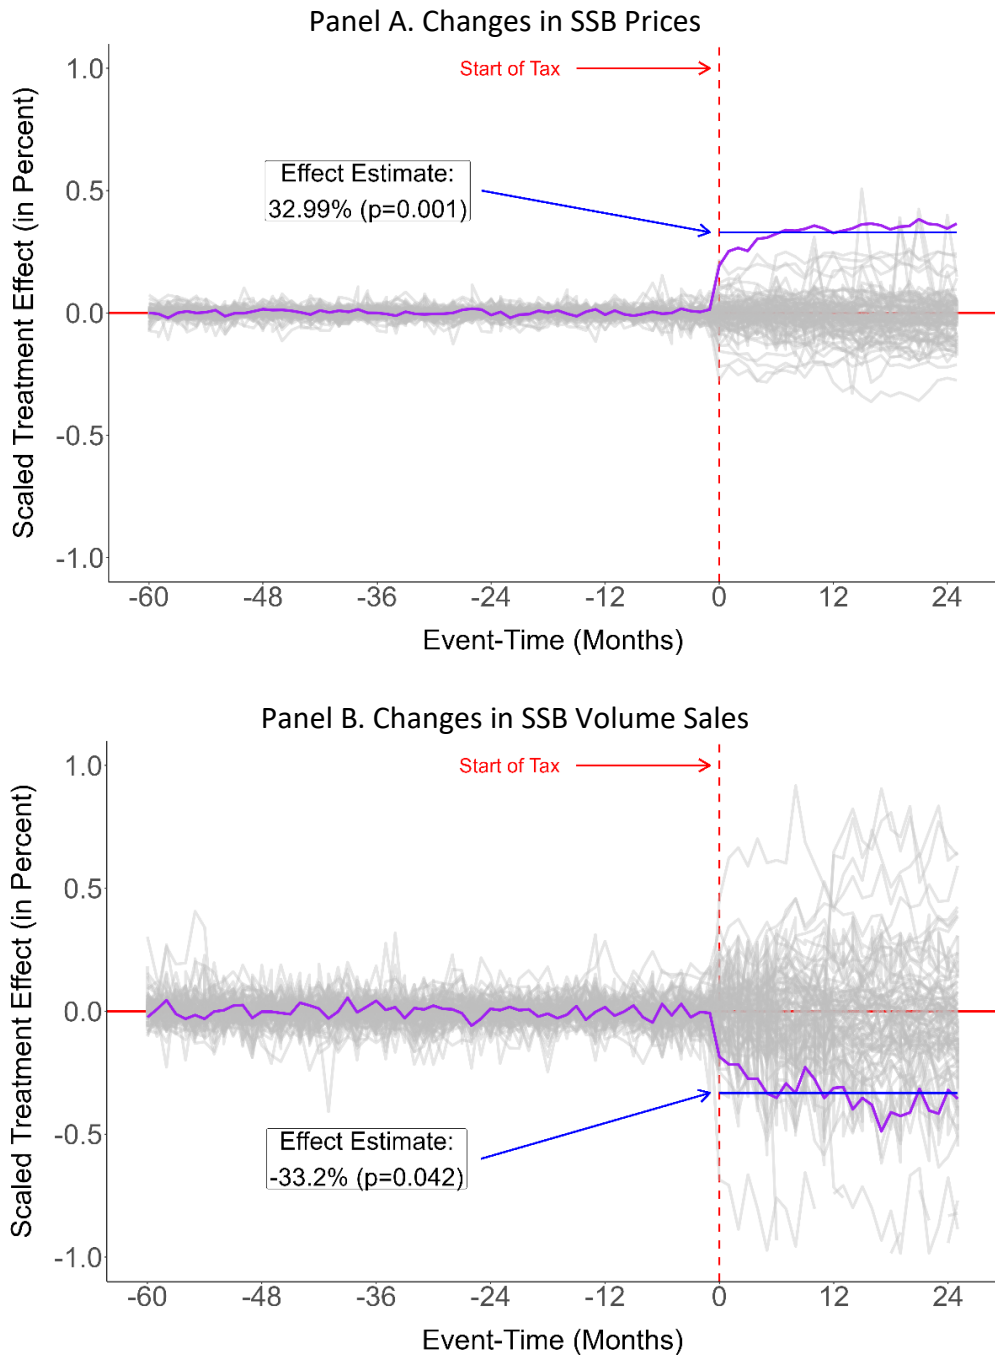 Panel A. Changes in SSB Prices
Scaled Treatment Effect (in Percent)
1.0
0.5
0.0
-0.5
-1.0
Start of Tax
Effect Estimate:
32.99% (p=0.001)
-60 -48 -36 -24 -12 0 12 24
Event-Time (Months)
Panel B. Changes in SSB Volume Sales
Scaled Treatment Effect (in Percent)
1.0
0.5
0.0
-0.5
-1.0
Start of Tax
Effect Estimate:
-33.2% (p=0.042)
-60 -48 -36 -24 -12 0 12 24
Event-Time (Months)